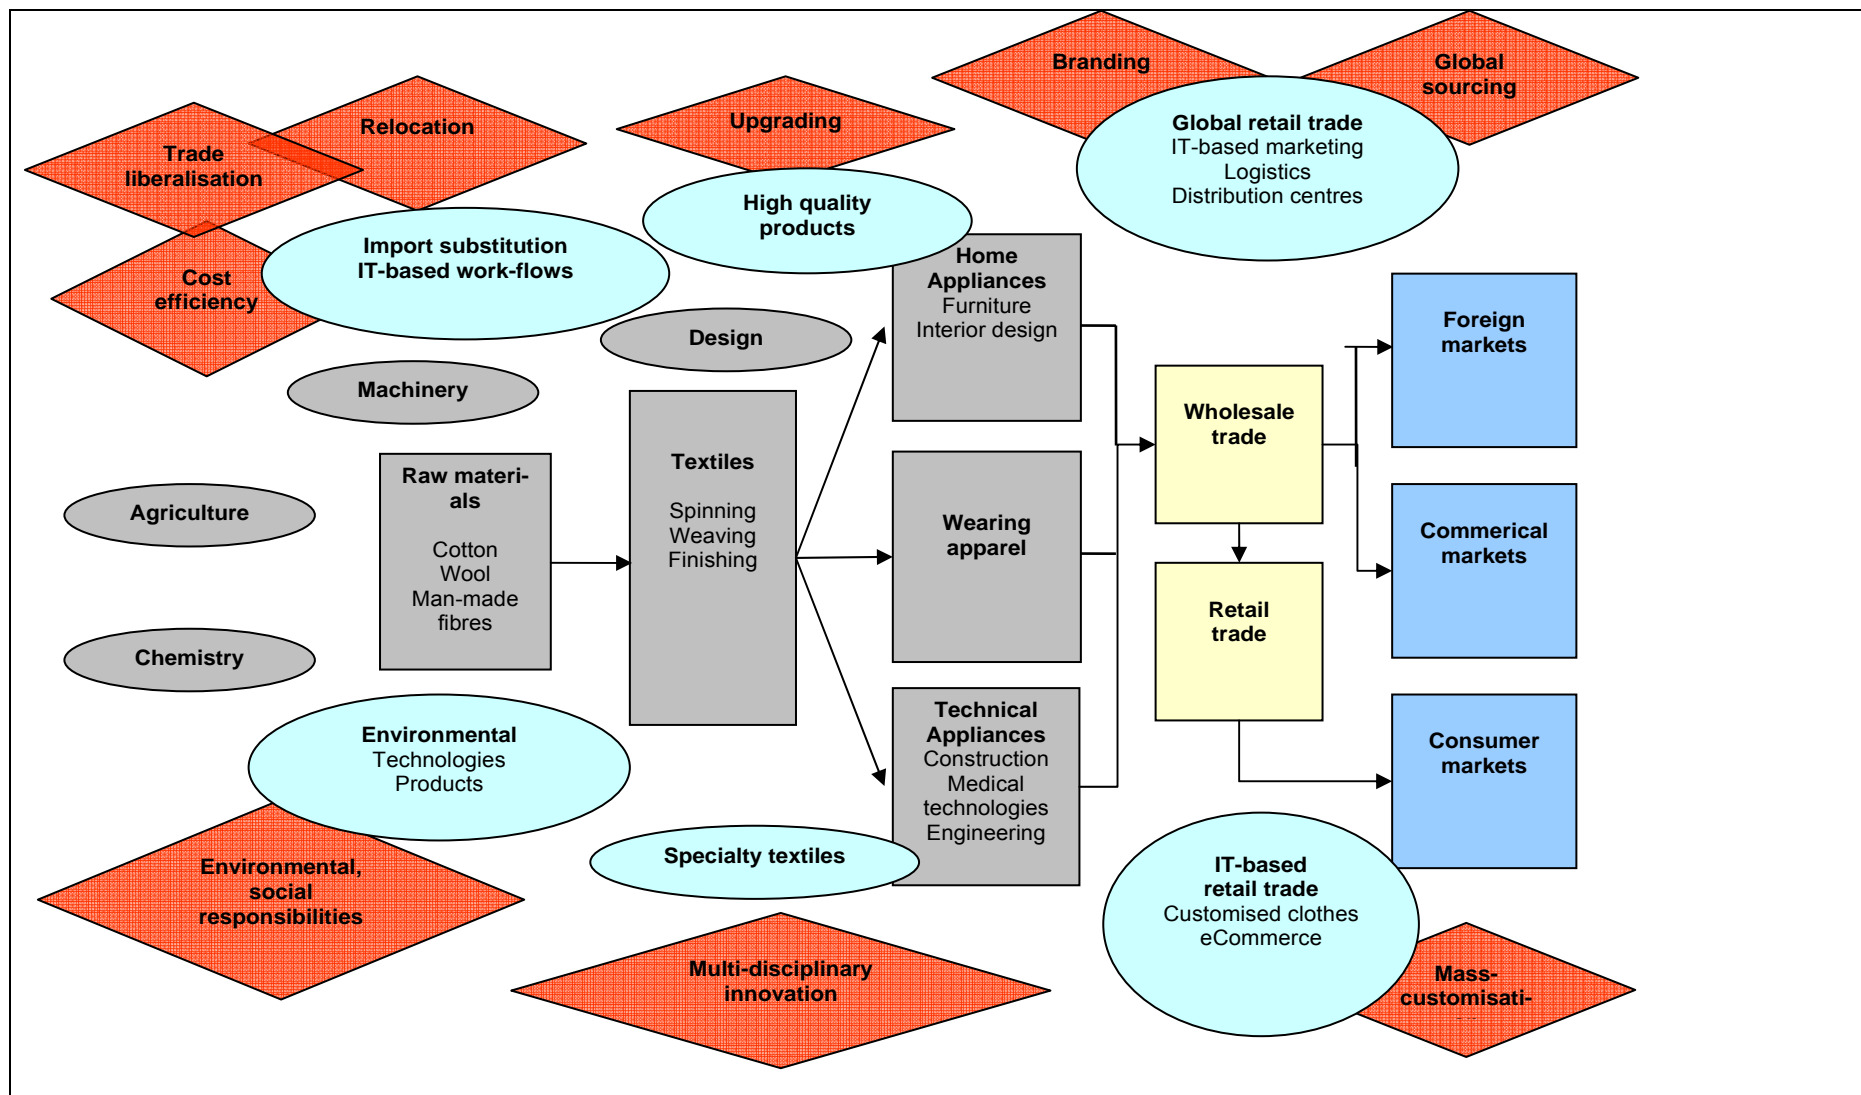 Branding
Global
sourcing
Relocation
Upgrading
Trade
liberalisation
Global retail trade
IT-based marketing
Logistics
Distribution centres
High quality
products
Import substitution
IT-based work-flows
Cost
efficiency
Home
Appliances
Furniture
Interior design
Design
Foreign
markets
Machinery
Wholesale
trade
Textiles
Spinning
Weaving
Finishing
Raw materi-
als
Cotton
Wool
Man-made
fibres
Agriculture
Wearing
apparel
Commerical
markets
Retail
trade
Chemistry
Technical
Appliances
Construction
Medical
technologies
Engineering
Environmental
Technologies
Products
Consumer
markets
Specialty textiles
Environmental,
social
responsibilities
IT-based
retail trade
Customised clothes
eCommerce
Multi-disciplinary
innovation
Mass-
customisati-